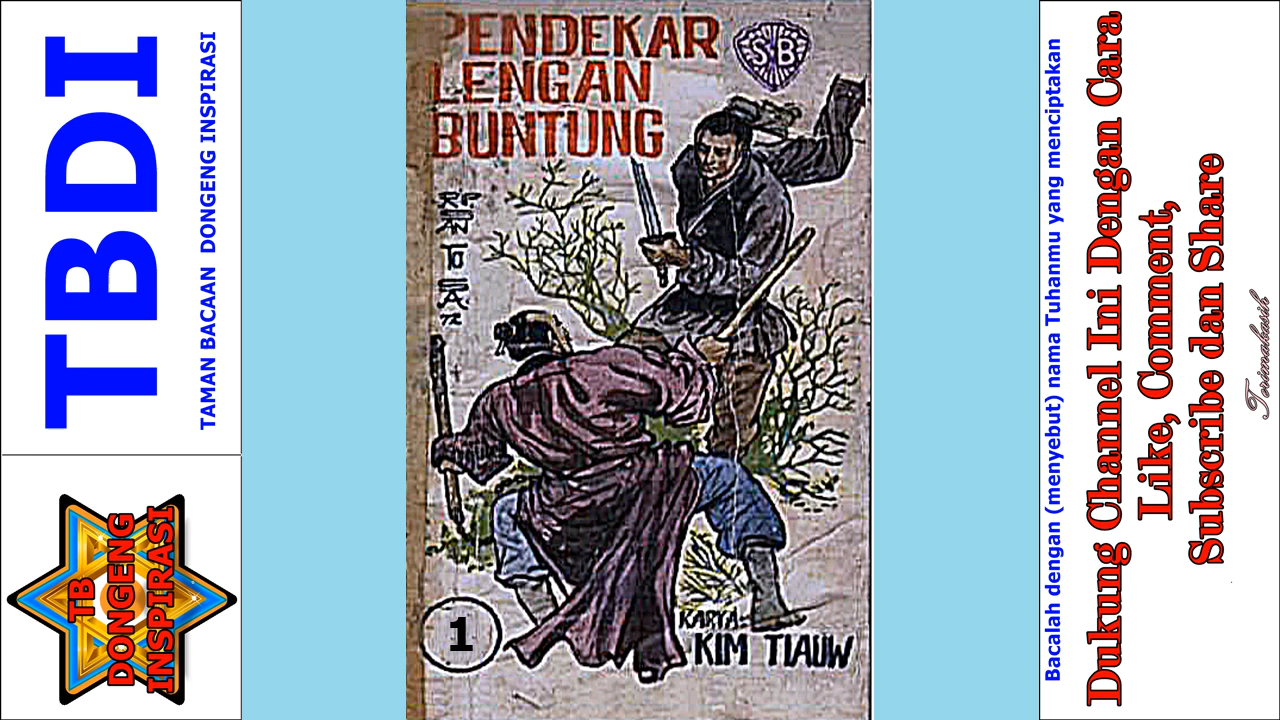 TBDI
TAMAN BACAAN DONGENG INSPIRASI
TB
DONGENG
INSPIRASI
PENDEKAR
LENGAN
BUNTUNG
SB
1
KARYA:
KIM TIAUW
Bacalah dengan (menyebut) nama Tuhanmu yang menciptakan
Dukung Channel Ini Dengan Cara
Like, Comment,
Subscribe dan Share
Terimakasih